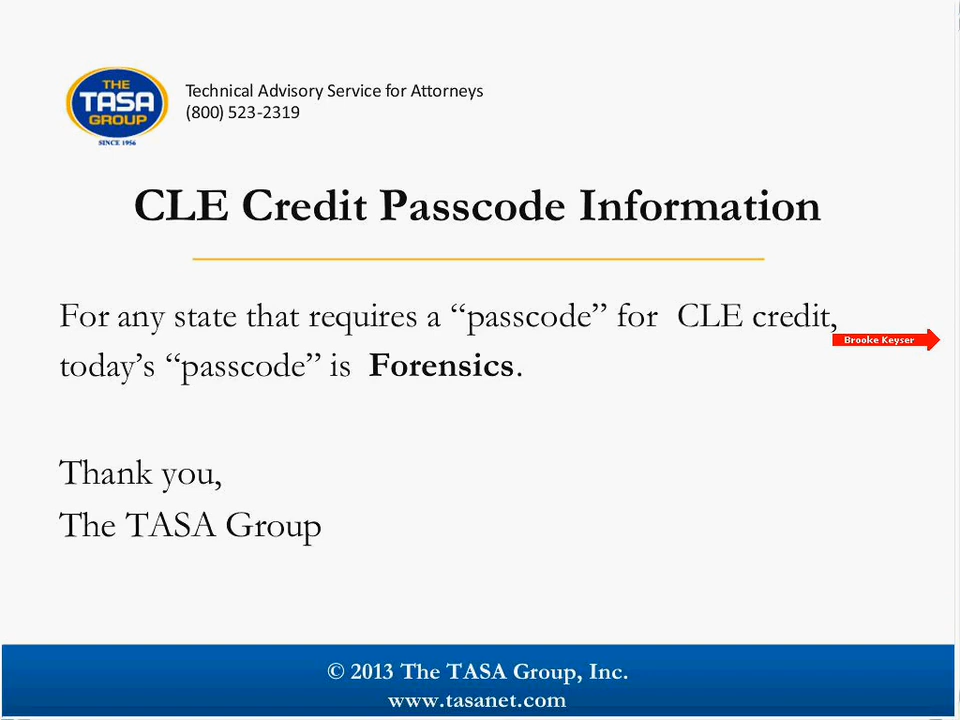 THE
TASA
GROUP
SINCE 1956
Technical Advisory Service for Attorneys
(800) 523-2319
CLE Credit Passcode Information
For any state that requires a “passcode” for CLE credit,
Brooke Keyser
today’s “passcode” is Forensics.
Thank you,
The TASA Group
© 2013 The TASA Group, Inc.
www.tasanet.com